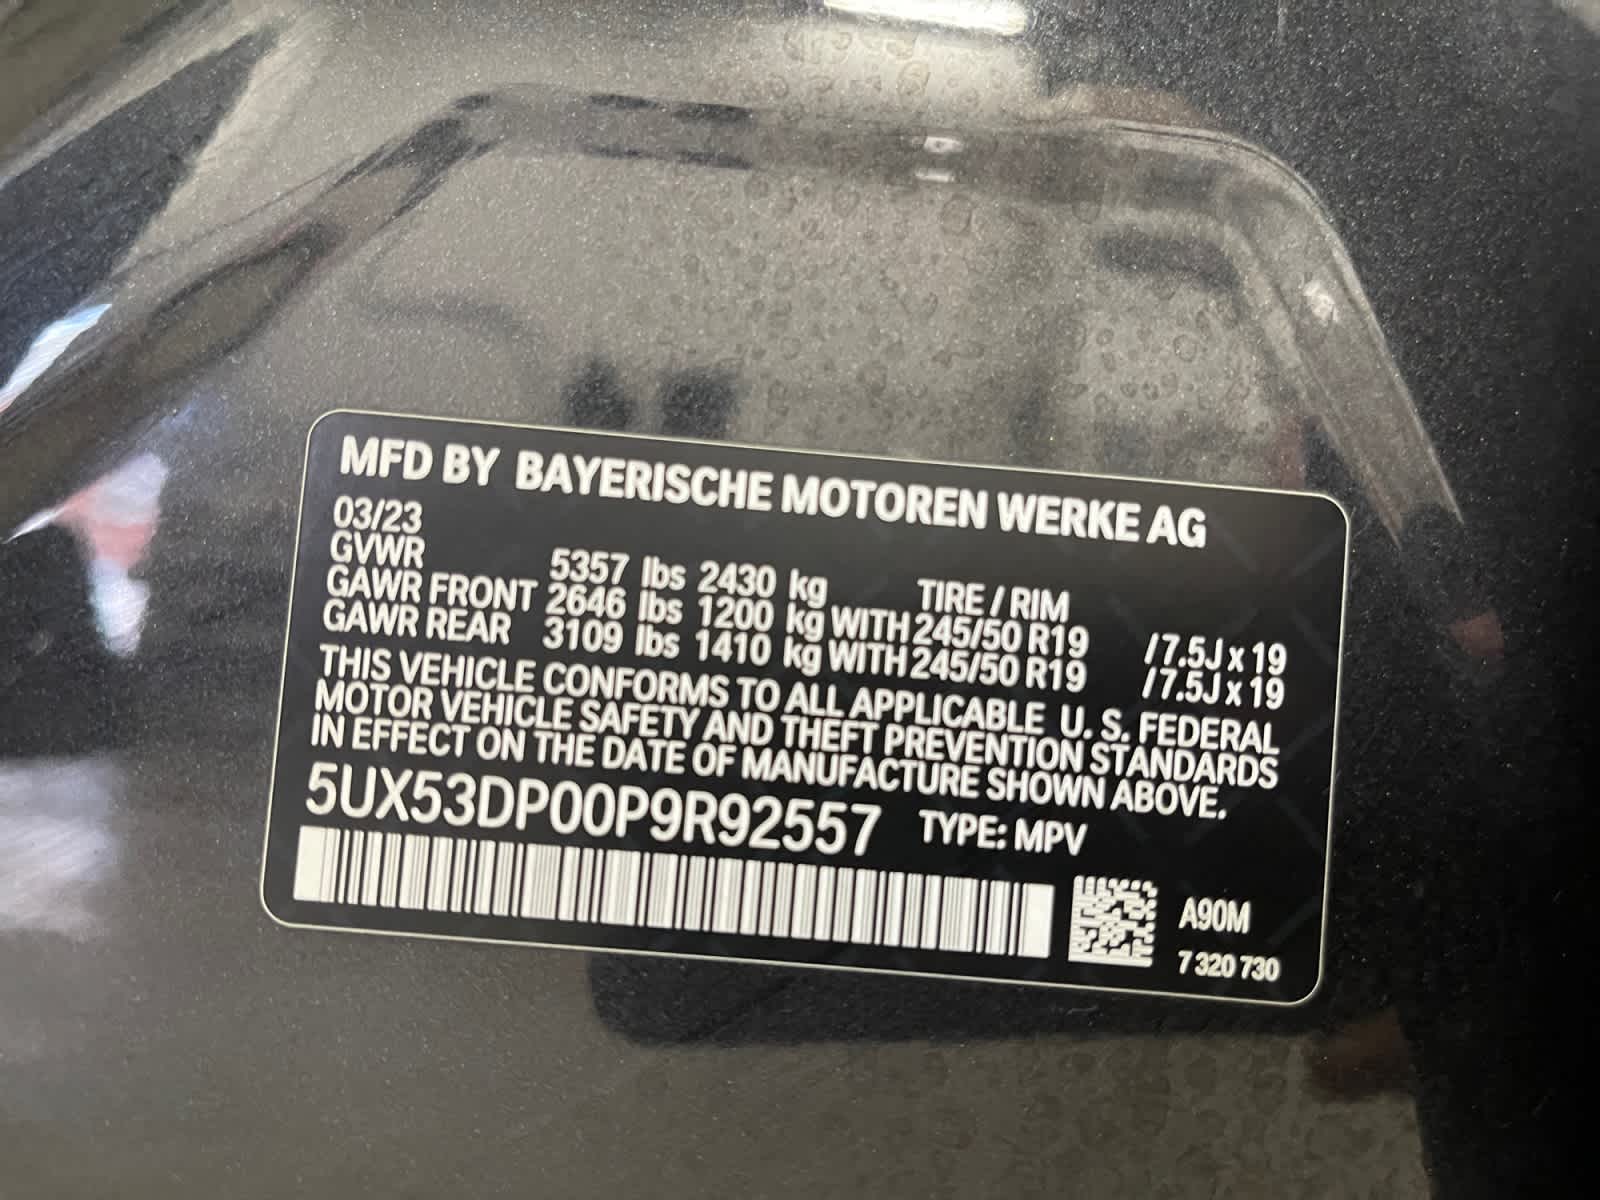 MFD BY BAYERISCHE MOTOREN WERKE AG
03/23
GVWR 5357 lbs 2430 kg TIRE / RIM
GAWR FRONT 2646 lbs 1200 kg WITH 245/50 R19 /7.5J x 19
GAWR REAR 3109 lbs 1410 kg WITH 245/50 R19 /7.5J x 19
THIS VEHICLE CONFORMS TO ALL APPLICABLE U. S. FEDERAL
MOTOR VEHICLE SAFETY AND THEFT PREVENTION STANDARDS
IN EFFECT ON THE DATE OF MANUFACTURE SHOWN ABOVE.
5UX53DP00P9R92557 TYPE: MPV
A90M
7 320 730